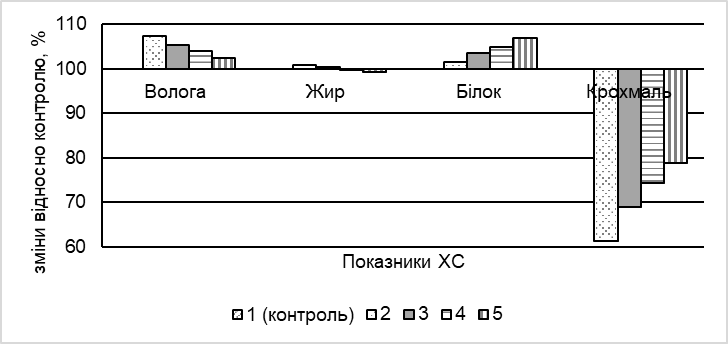 зміни відносно контролю, %
110
100
90
80
70
60
Волога
Жир
Білок
Крохмаль
Показники ХС
1 (контроль) 2 3 4 5